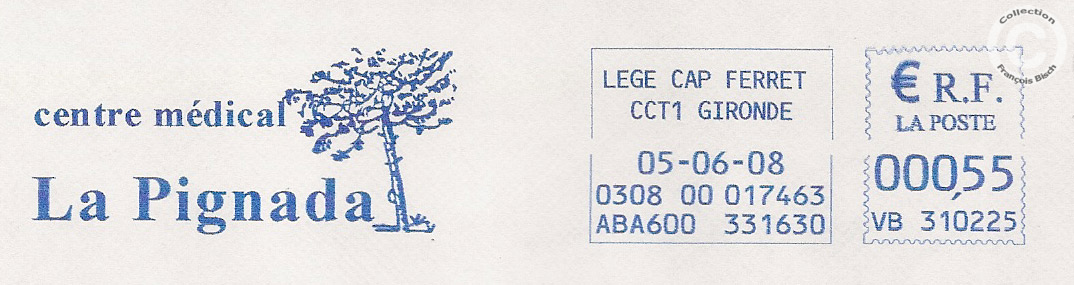 centre médical
La Pignada
LEGE CAP FERRET
CCT1 GIRONDE
05-06-08
0308 00 017463
ABA600 331630
€ R.F.
LA POSTE
000,55
VB 310225
Collection
©
François Bisch